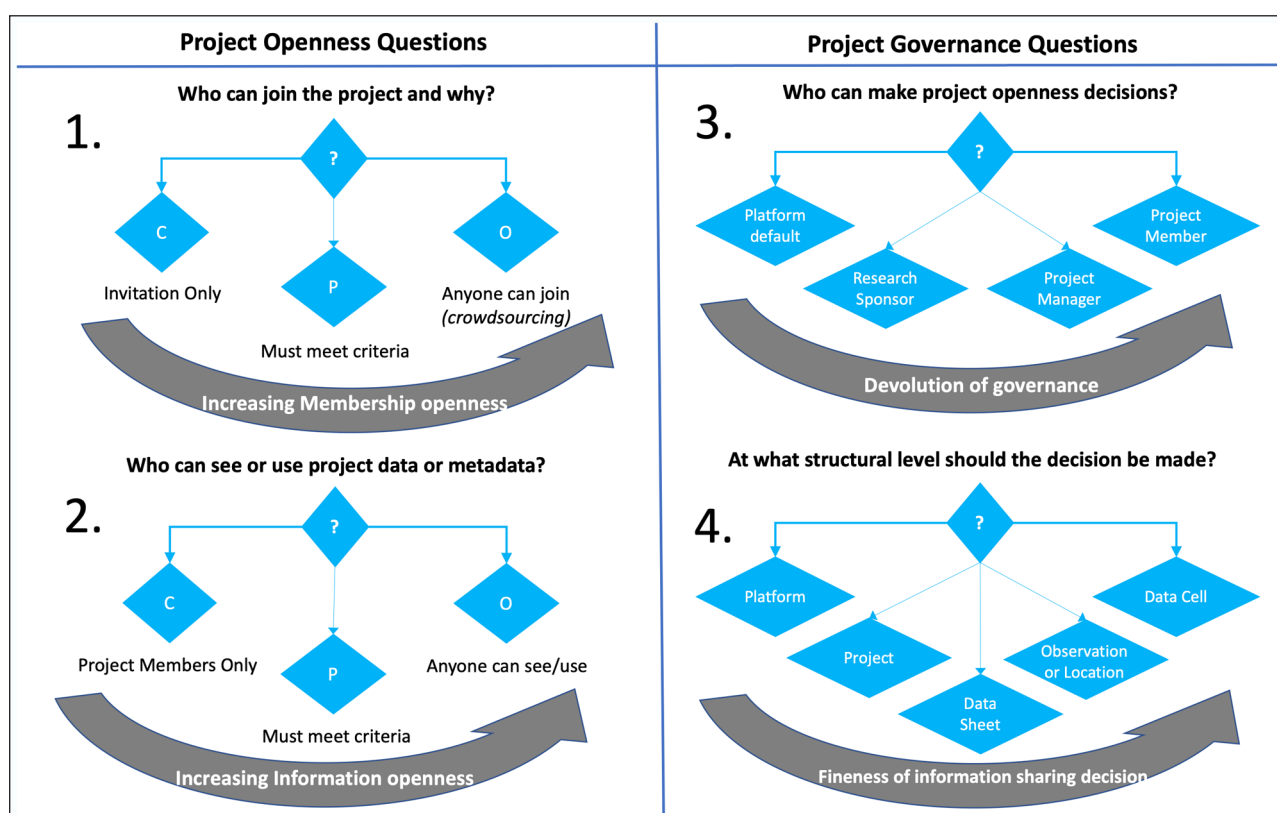 Project Openness Questions
Who can join the project and why?
1.
?
C
P
O
Invitation Only
Must meet criteria
Anyone can join
(crowdsourcing)
Increasing Membership openness
Who can see or use project data or metadata?
2.
?
C
P
O
Project Members Only
Must meet criteria
Anyone can see/use
Increasing Information openness
Project Governance Questions
Who can make project openness decisions?
3.
?
Platform
default
Research
Sponsor
Project
Manager
Project
Member
Devolution of governance
At what structural level should the decision be made?
4.
?
Platform
Project
Data
Sheet
Observation
or Location
Data Cell
Fineness of information sharing decision